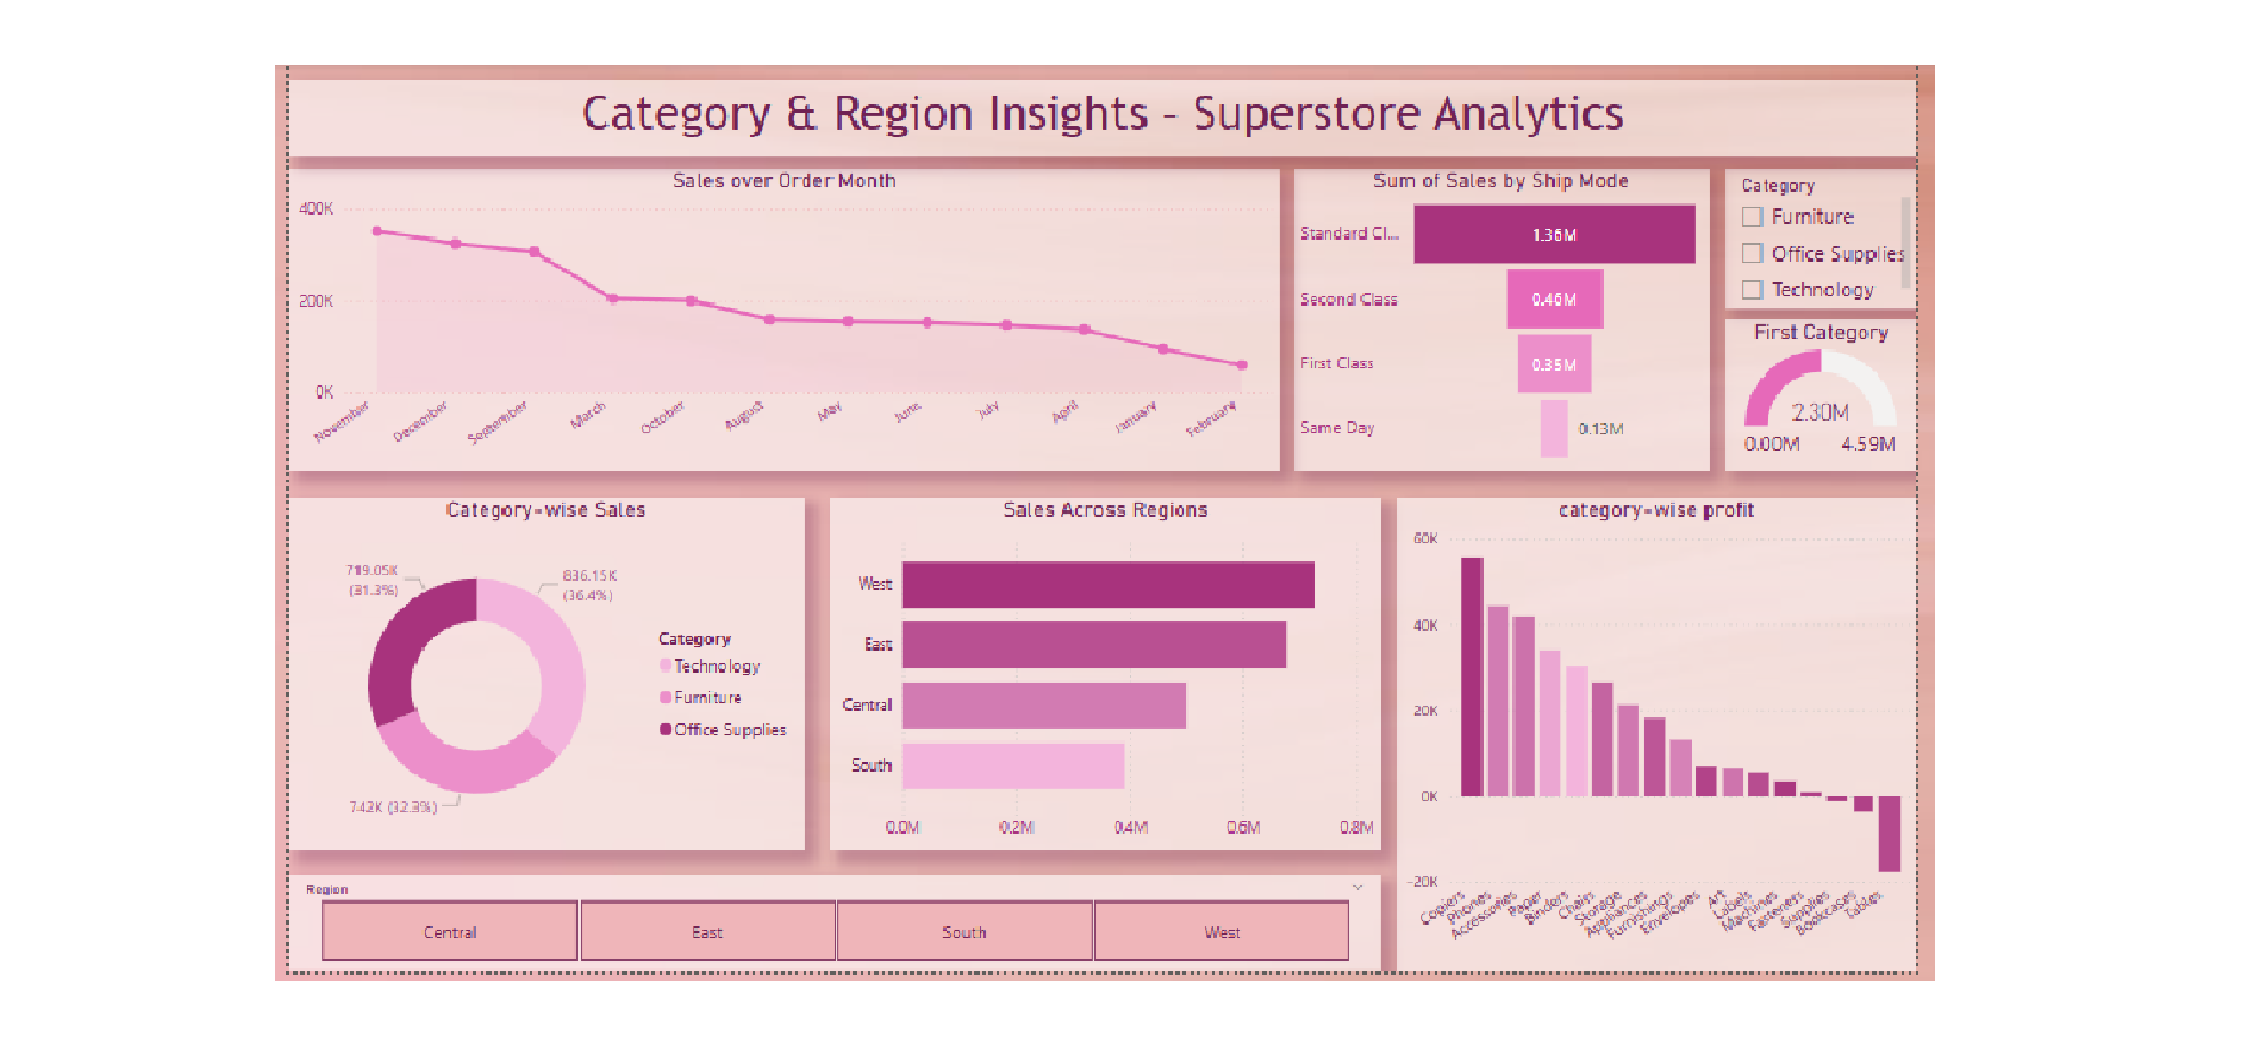 Category & Region Insights - Superstore Analytics
Sales over Order Month
400K
200K
0K
November
December
September
March
October
August
May
June
July
April
January
February
Sum of Sales by Ship Mode
Standard Cl...
1.36M
Second Class
0.46M
First Class
0.35M
Same Day
0.13M
Category
Furniture
Office Supplies
Technology
First Category
2.30M
0.00M
4.59M
Category-wise Sales
719.05K
(31.3%)
836.15K
(36.4%)
742K (32.3%)
Category
Technology
Furniture
Office Supplies
Sales Across Regions
West
East
Central
South
0.0M
0.2M
0.4M
0.6M
0.8M
category-wise profit
60K
40K
20K
0K
-20K
Copiers
Phones
Accessories
Paper
Binders
Chairs
Storage
Appliances
Furnishings
Envelopes
Art
Labels
Machines
Fasteners
Supplies
Bookcases
Tables
Region
Central
East
South
West